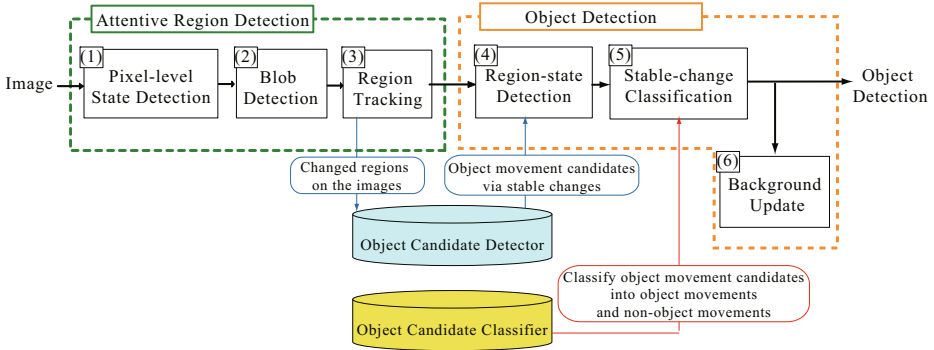 Attentive Region Detection
Object Detection
Image
(1)
Pixel-level
State Detection
(2)
Blob
Detection
(3)
Region
Tracking
(4)
Region-state
Detection
(5)
Stable-change
Classification
Object
Detection
(6)
Background
Update
Changed regions
on the images
Object movement candidates
via stable changes
Object Candidate Detector
Classify object movement candidates
into object movements
and non-object movements
Object Candidate Classifier